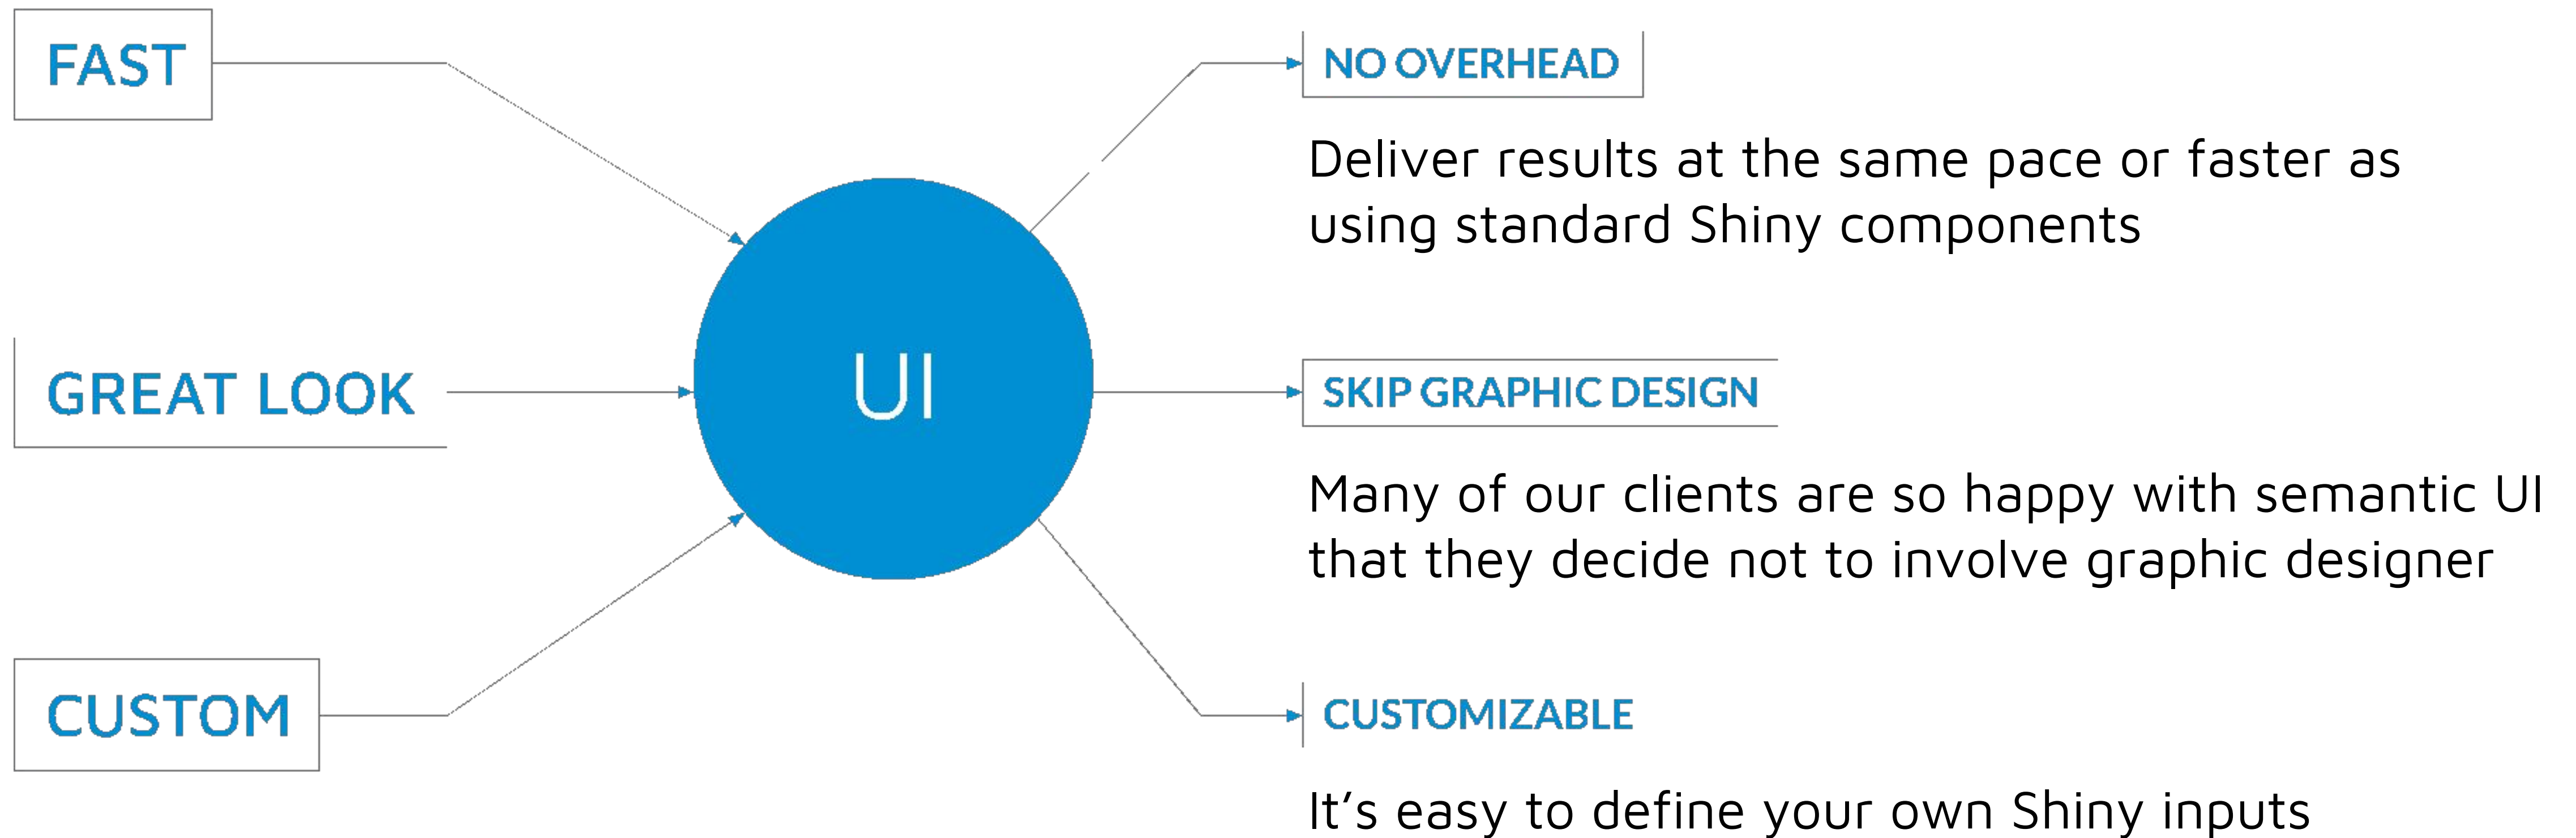 FAST
GREAT LOOK
CUSTOM
UI
NO OVERHEAD
Deliver results at the same pace or faster as
using standard Shiny components
SKIP GRAPHIC DESIGN
Many of our clients are so happy with semantic UI
that they decide not to involve graphic designer
CUSTOMIZABLE
It's easy to define your own Shiny inputs